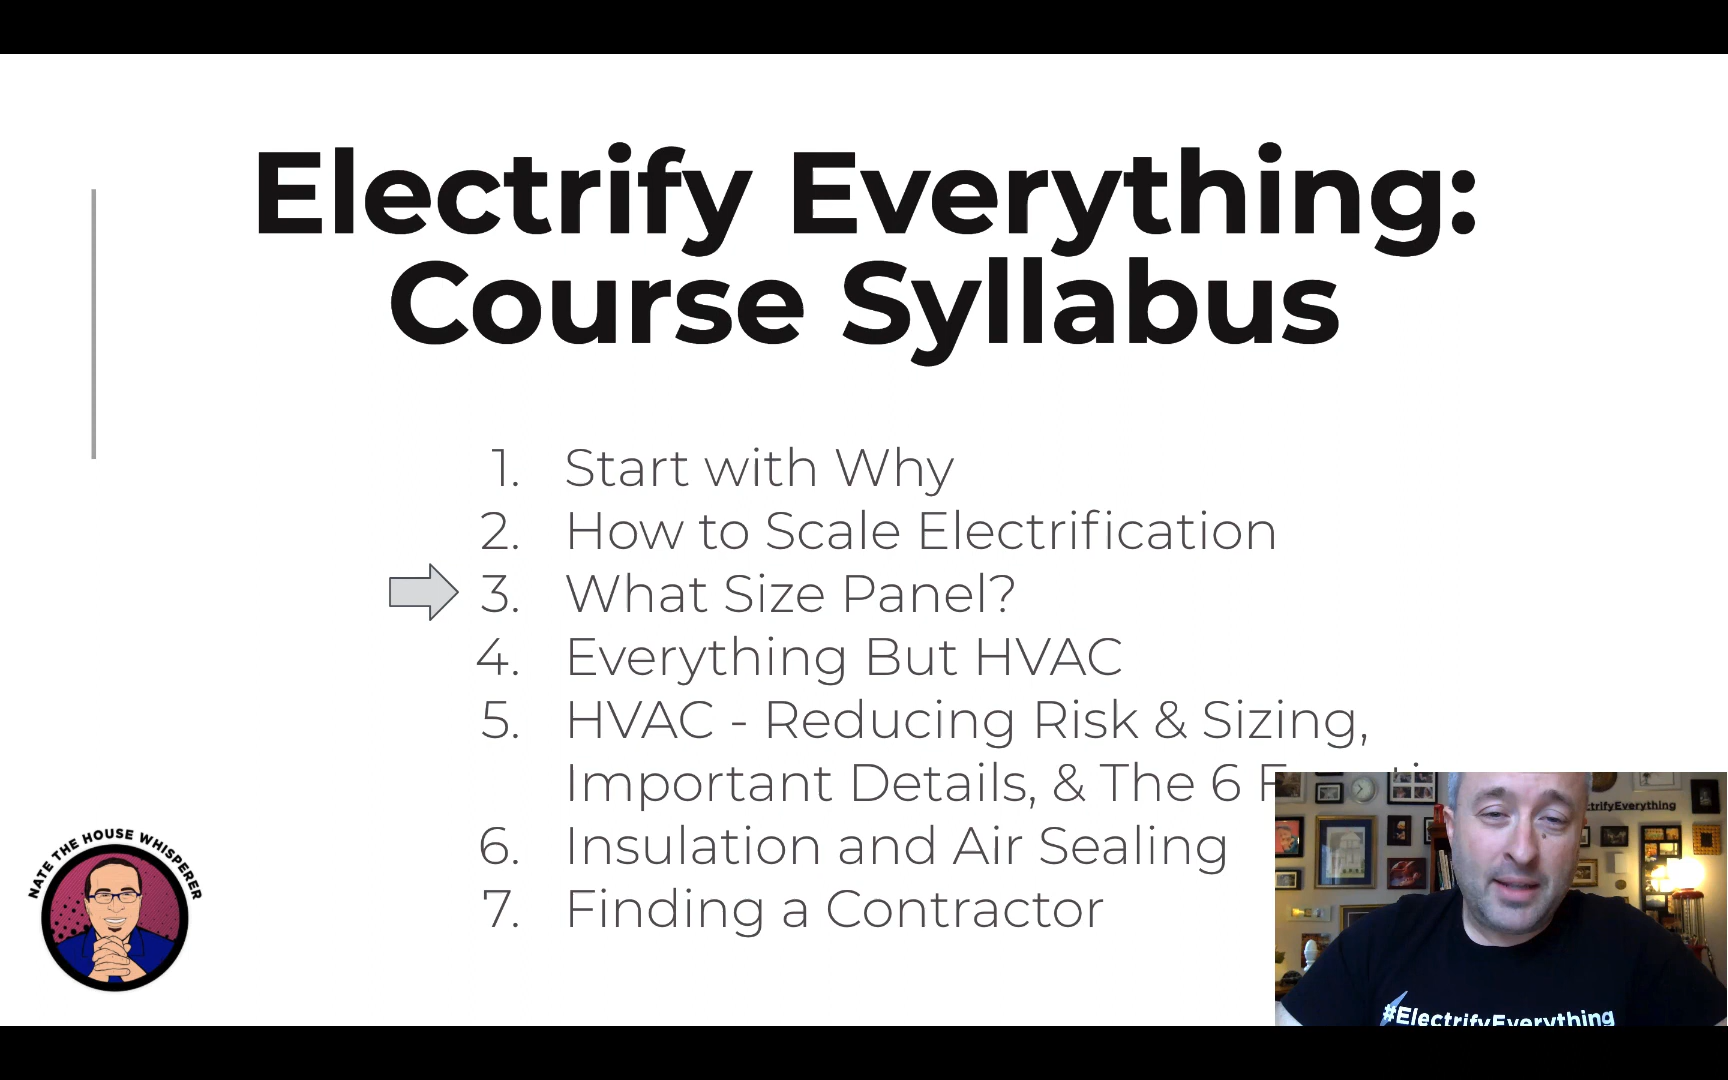 Electrify Everything:
Course Syllabus
1. Start with Why
2. How to Scale Electrification
3. What Size Panel?
4. Everything But HVAC
5. HVAC - Reducing Risk & Sizing,
Important Details, & The 6
6. Insulation and Air Sealing
7. Finding a Contractor
NATE THE HOUSE WHISPERER
trifyEverything
#ElectrifyEverything